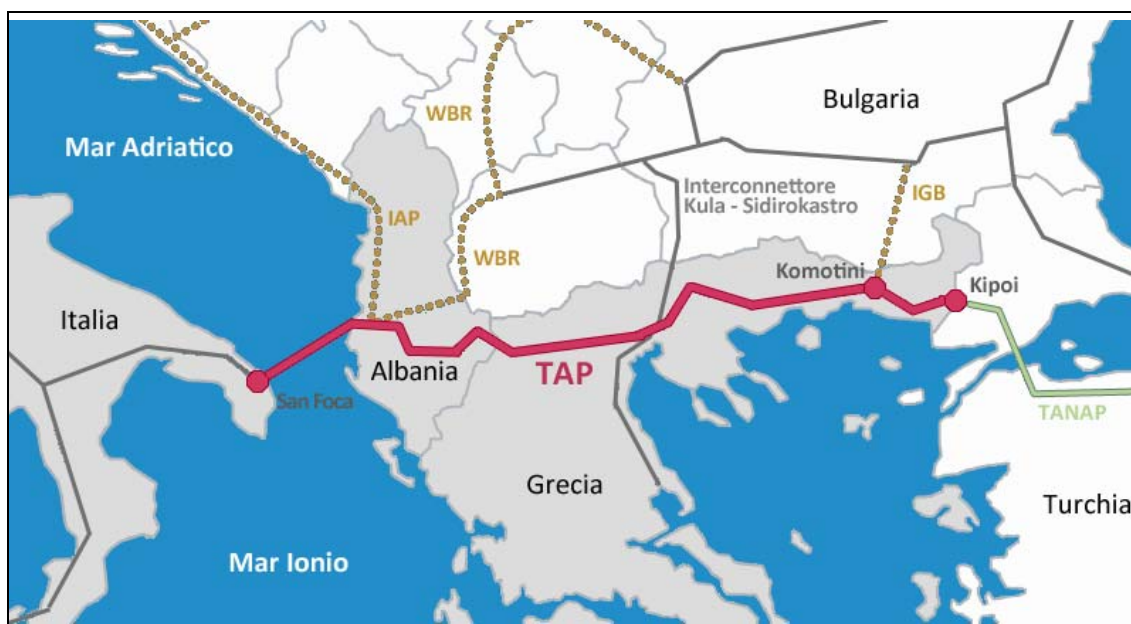 Bulgaria
WBR
Mar Adriatico
Interconnettore
Kula - Sidirokastro
IGB
IAP
WBR
Komotini
Kipoi
Italia
Albania
TAP
San Foca
TANAP
Grecia
Turchia
Mar Ionio